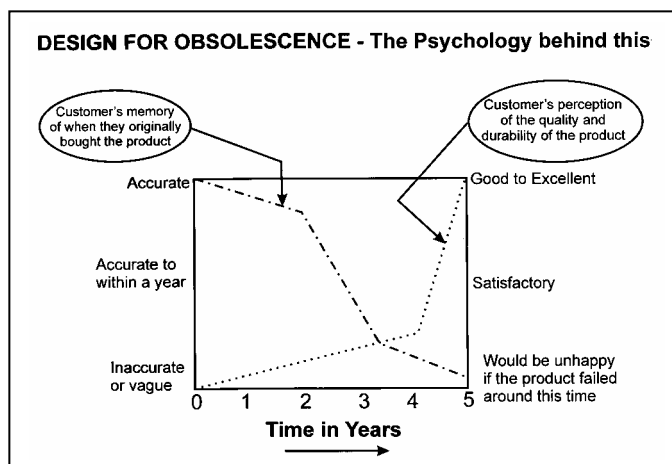 DESIGN FOR OBSOLESCENCE - The Psychology behind this
Customer's memory
of when they originally
bought the product
Customer's perception
of the quality and
durability of the product
Accurate
Good to Excellent
Accurate to
within a year
Satisfactory
Inaccurate
or vague
Would be unhappy
if the product failed
around this time
0 1 2 3 4 5
Time in Years